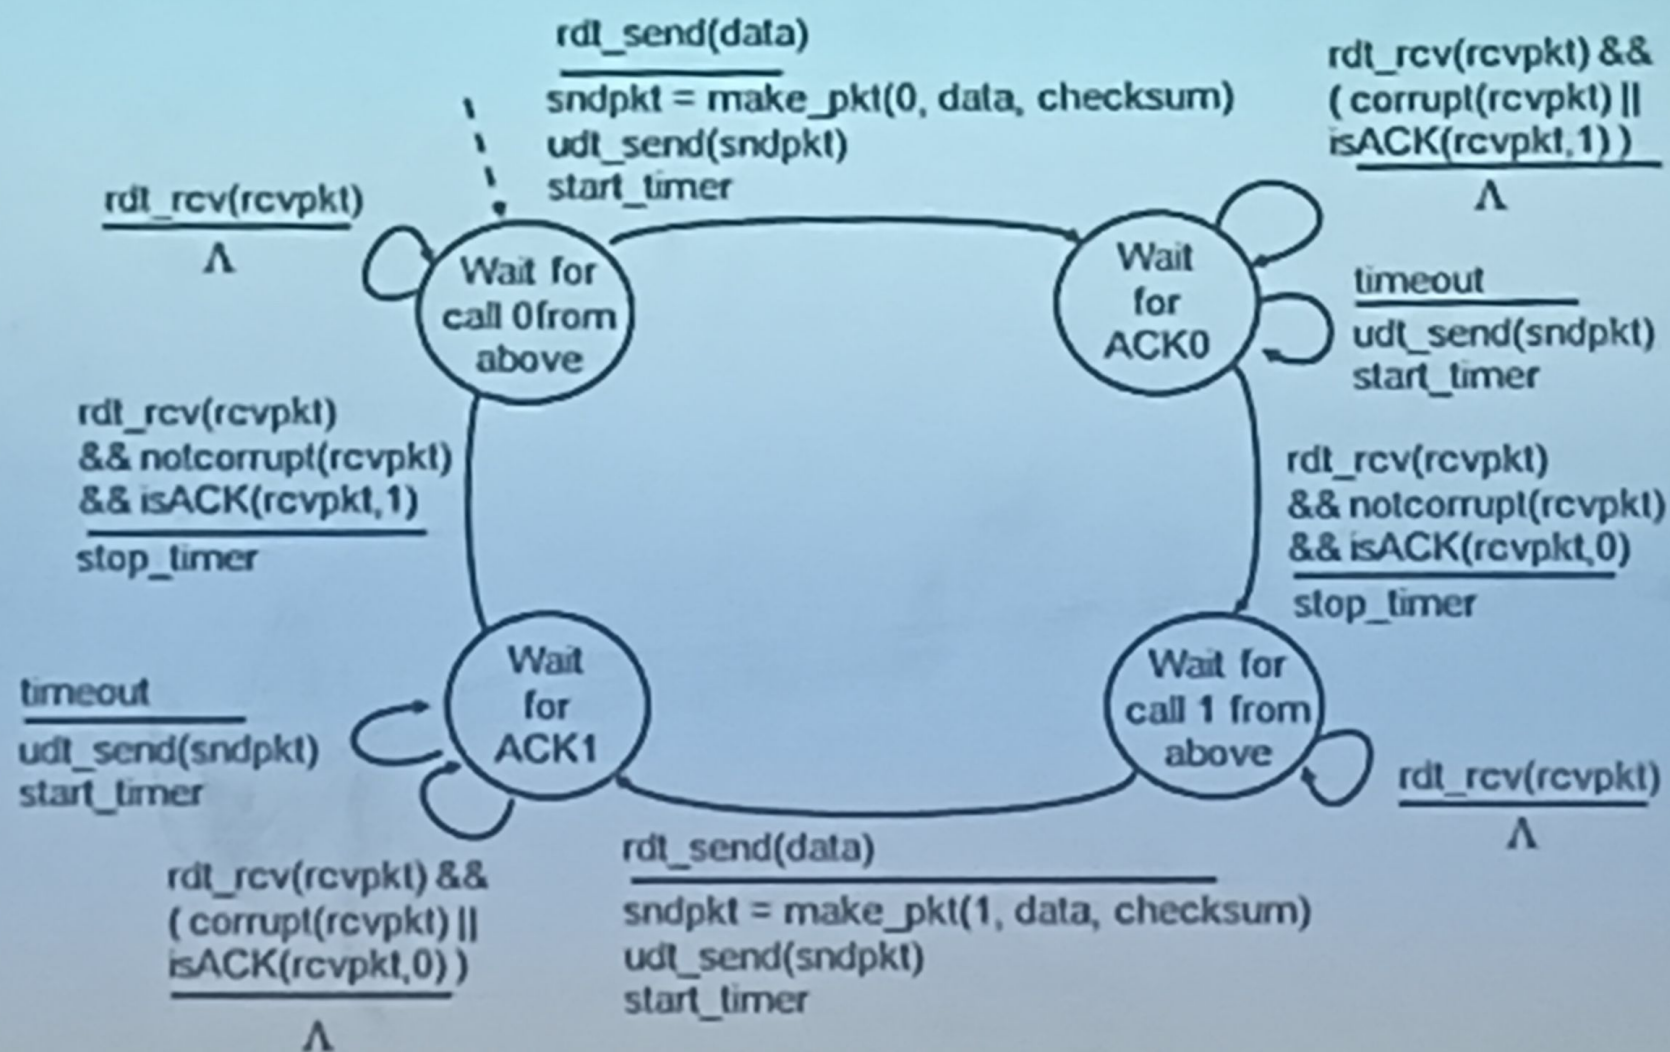 rdt_send(data)
sndpkt = make_pkt(0, data, checksum)
udt_send(sndpkt)
start_timer
rdt_rcv(rcvpkt) &&
( corrupt(rcvpkt) ||
isACK(rcvpkt,1) )
Λ
rdt_rcv(rcvpkt)
Λ
Wait for
call 0from
above
Wait
for
ACK0
timeout
udt_send(sndpkt)
start_timer
rdt_rcv(rcvpkt)
&& notcorrupt(rcvpkt)
&& isACK(rcvpkt,1)
stop_timer
rdt_rcv(rcvpkt)
&& notcorrupt(rcvpkt)
&& isACK(rcvpkt,0)
stop_timer
timeout
udt_send(sndpkt)
start_timer
Wait
for
ACK1
Wait for
call 1 from
above
rdt_rcv(rcvpkt)
Λ
rdt_rcv(rcvpkt) &&
( corrupt(rcvpkt) ||
isACK(rcvpkt,0) )
Λ
rdt_send(data)
sndpkt = make_pkt(1, data, checksum)
udt_send(sndpkt)
start_timer